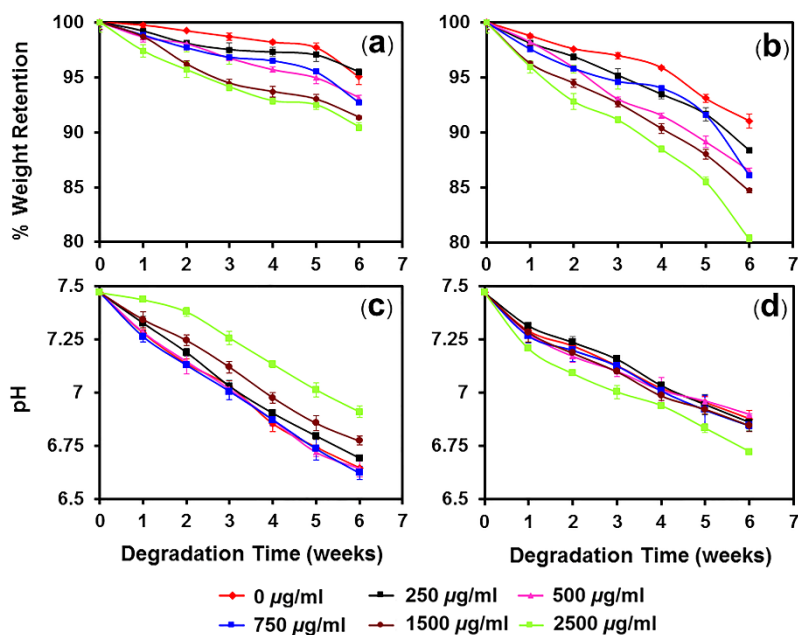 % Weight Retention
100
95
90
85
80
0 1 2 3 4 5 6 7
(a)
100
95
90
85
80
0 1 2 3 4 5 6 7
(b)
pH
7.5
7.25
7
6.75
6.5
0 1 2 3 4 5 6 7
(c)
Degradation Time (weeks)
7.5
7.25
7
6.75
6.5
0 1 2 3 4 5 6 7
(d)
Degradation Time (weeks)
0 µg/ml 250 µg/ml 500 µg/ml
750 µg/ml 1500 µg/ml 2500 µg/ml